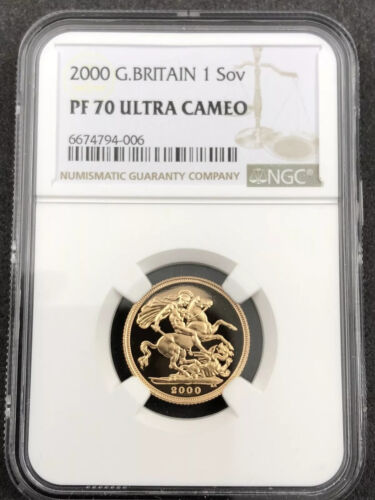 2000 G.BRITAIN 1 Sov
PF 70 ULTRA CAMEO
6674794-006
NUMISMATIC GUARANTY COMPANY
NGC®
2000